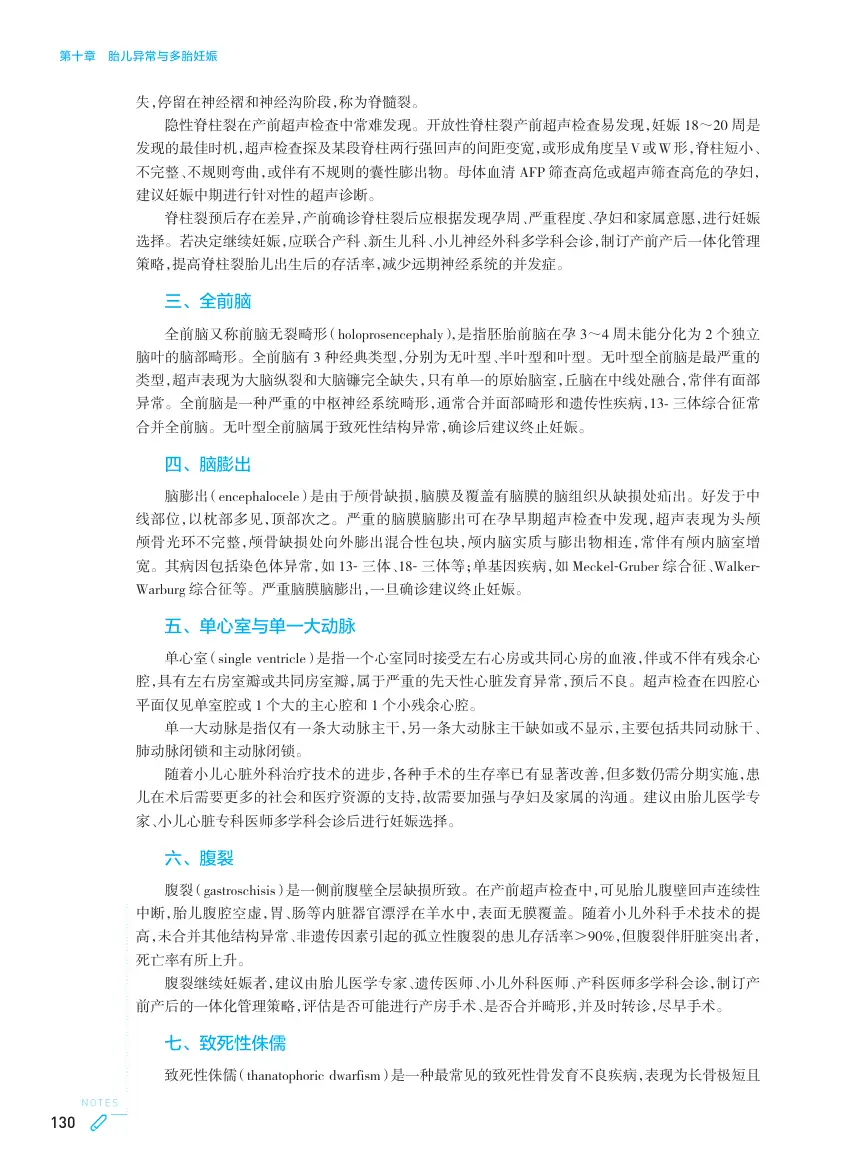 第十章 胎儿异常与多胎妊娠
失,停留在神经褶和神经沟阶段,称为脊髓裂。
隐性脊柱裂在产前超声检查中常难发现。开放性脊柱裂产前超声检查易发现,妊娠 18～20 周是
发现的最佳时机,超声检查探及某段脊柱两行强回声的间距变宽,或形成角度呈 V 或 W 形,脊柱短小、
不完整、不规则弯曲,或伴有不规则的囊性膨出物。母体血清 AFP 筛查高危或超声筛查高危的孕妇,
建议妊娠中期进行针对性的超声诊断。
脊柱裂预后存在差异,产前确诊脊柱裂后应根据发现孕周、严重程度、孕妇和家属意愿,进行妊娠
选择。若决定继续妊娠,应联合产科、新生儿科、小儿神经外科多学科会诊,制订产前产后一体化管理
策略,提高脊柱裂胎儿出生后的存活率,减少远期神经系统的并发症。
三、全前脑
全前脑又称前脑无裂畸形(holoprosencephaly),是指胚胎前脑在孕 3～4 周未能分化为 2 个独立
脑叶的脑部畸形。全前脑有 3 种经典类型,分别为无叶型、半叶型和叶型。无叶型全前脑是最严重的
类型,超声表现为大脑纵裂和大脑镰完全缺失,只有单一的原始脑室,丘脑在中线处融合,常伴有面部
异常。全前脑是一种严重的中枢神经系统畸形,通常合并面部畸形和遗传性疾病,13- 三体综合征常
合并全前脑。无叶型全前脑属于致死性结构异常,确诊后建议终止妊娠。
四、脑膨出
脑膨出(encephalocele)是由于颅骨缺损,脑膜及覆盖有脑膜的脑组织从缺损处疝出。好发于中
线部位,以枕部多见,顶部次之。严重的脑膜脑膨出可在孕早期超声检查中发现,超声表现为头颅
颅骨光环不完整,颅骨缺损处向外膨出混合性包块,颅内脑实质与膨出物相连,常伴有颅内脑室增
宽。其病因包括染色体异常,如 13- 三体、18- 三体等;单基因疾病,如 Meckel-Gruber 综合征、Walker-
Warburg 综合征等。严重脑膜脑膨出,一旦确诊建议终止妊娠。
五、单心室与单一大动脉
单心室(single ventricle)是指一个心室同时接受左右心房或共同心房的血液,伴或不伴有残余心
腔,具有左右房室瓣或共同房室瓣,属于严重的先天性心脏发育异常,预后不良。超声检查在四腔心
平面仅见单室腔或 1 个大的主心腔和 1 个小残余心腔。
单一大动脉是指仅有一条大动脉主干,另一条大动脉主干缺如或不显示,主要包括共同动脉干、
肺动脉闭锁和主动脉闭锁。
随着小儿心脏外科治疗技术的进步,各种手术的生存率已有显著改善,但多数仍需分期实施,患
儿在术后需要更多的社会和医疗资源的支持,故需要加强与孕妇及家属的沟通。建议由胎儿医学专
家、小儿心脏专科医师多学科会诊后进行妊娠选择。
六、腹裂
腹裂(gastroschisis)是一侧前腹壁全层缺损所致。在产前超声检查中,可见胎儿腹壁回声连续性
中断,胎儿腹腔空虚,胃、肠等内脏器官漂浮在羊水中,表面无膜覆盖。随着小儿外科手术技术的提
高,未合并其他结构异常、非遗传因素引起的孤立性腹裂的患儿存活率＞90%,但腹裂伴肝脏突出者,
死亡率有所上升。
腹裂继续妊娠者,建议由胎儿医学专家、遗传医师、小儿外科医师、产科医师多学科会诊,制订产
前产后的一体化管理策略,评估是否可能进行产房手术、是否合并畸形,并及时转诊,尽早手术。
七、致死性侏儒
致死性侏儒(thanatophoric dwarfism)是一种最常见的致死性骨发育不良疾病,表现为长骨极短且
NOTES
130